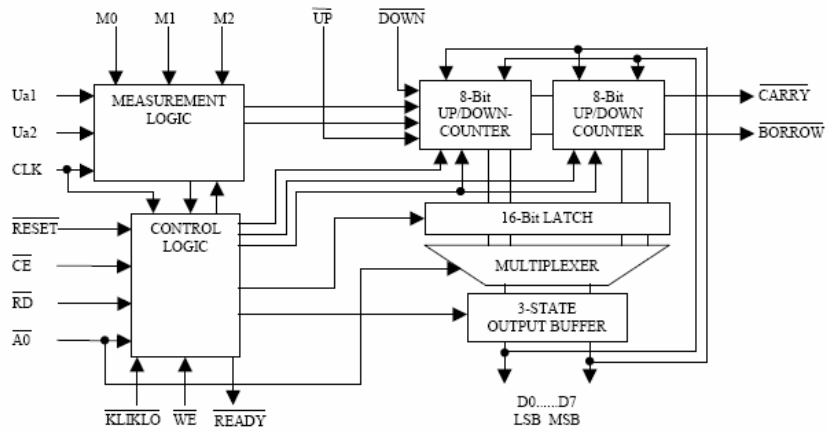 M0 M1 M2 UP DOWN
Ua1
Ua2
CLK
MEASUREMENT
LOGIC
8-Bit
UP/DOWN-
COUNTER
8-Bit
UP/DOWN
COUNTER
CARRY
BORROW
RESET
CE
RD
A0
CONTROL
LOGIC
16-Bit LATCH
MULTIPLEXER
3-STATE
OUTPUT BUFFER
KLIKLO WE READY
D0......D7
LSB MSB